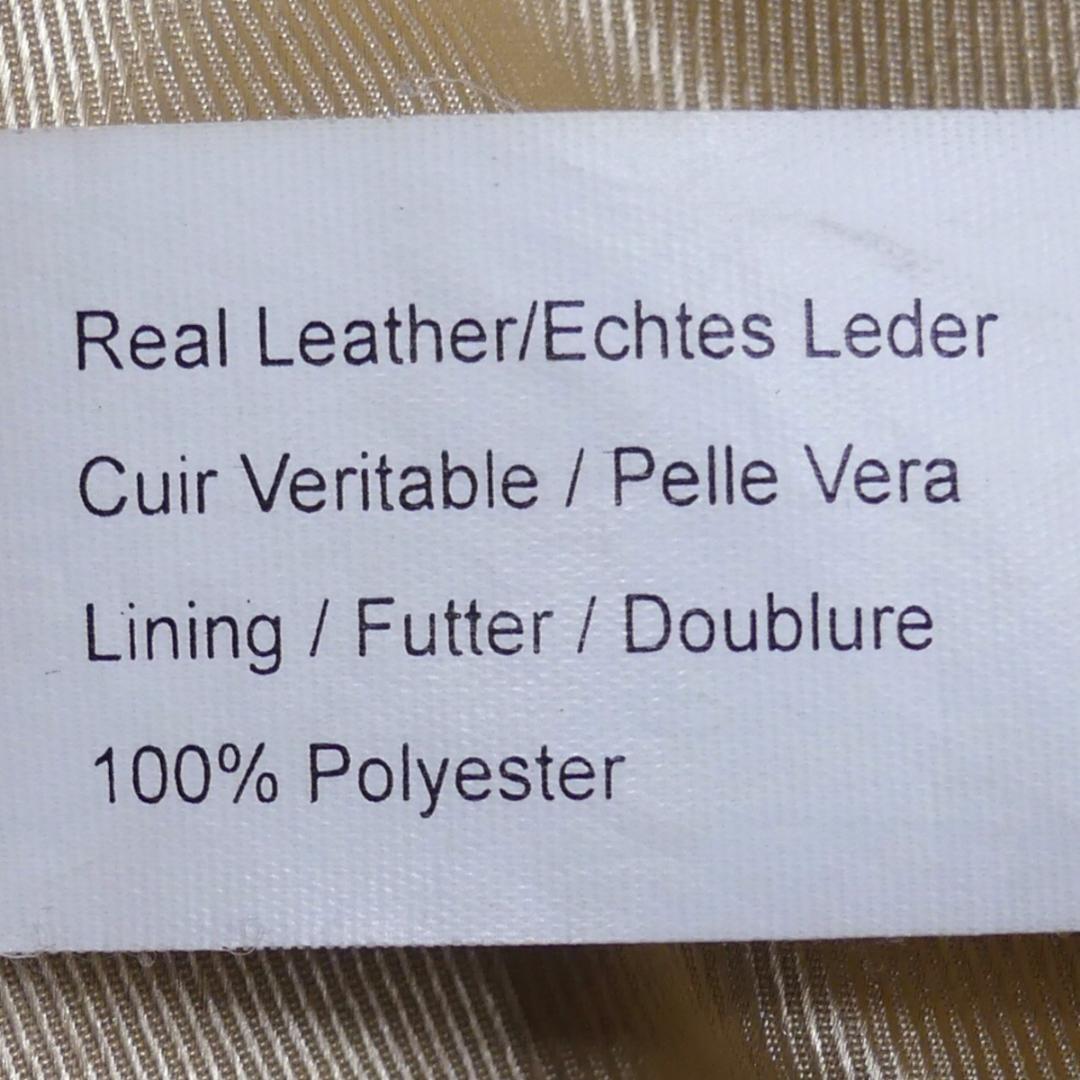 Real Leather/Echtes Leder
Cuir Veritable / Pelle Vera
Lining / Futter / Doublure
100% Polyester